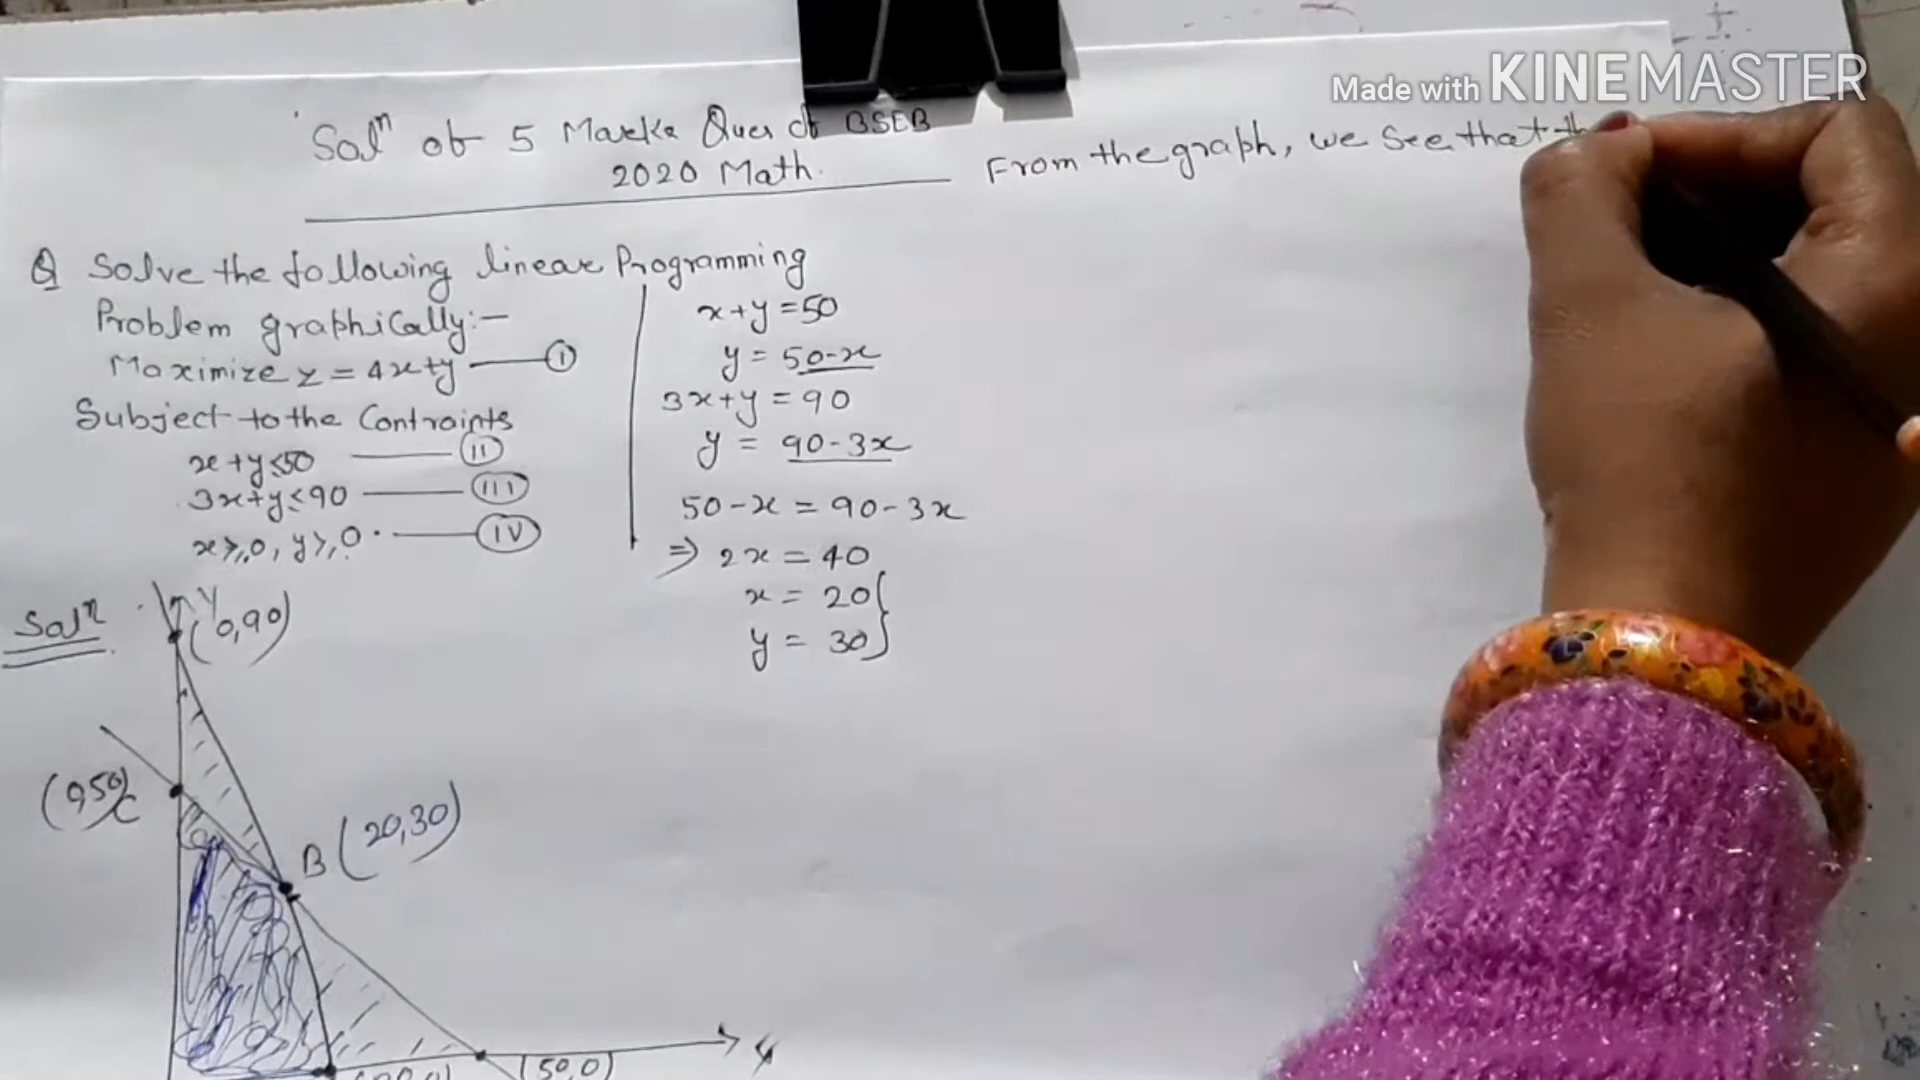 Made with KINEMASTER
Solⁿ of 5 Marks Ques of BSEB
2020 Math.
From the graph, we see that th
Q Solve the following linear Programming
Problem graphically:-
Maximize z = 4x+y — I
Subject to the Contraints
x+y≤50 — II
3x+y≤90 — III
x≥0, y≥0. — IV
x+y=50
y = 50-x
3x+y = 90
y = 90-3x
50-x = 90-3x
⇒ 2x = 40
x = 20
y = 30
Solⁿ
Y
(0,90)
(0,50) C
B (20,30)
(50,0)
X